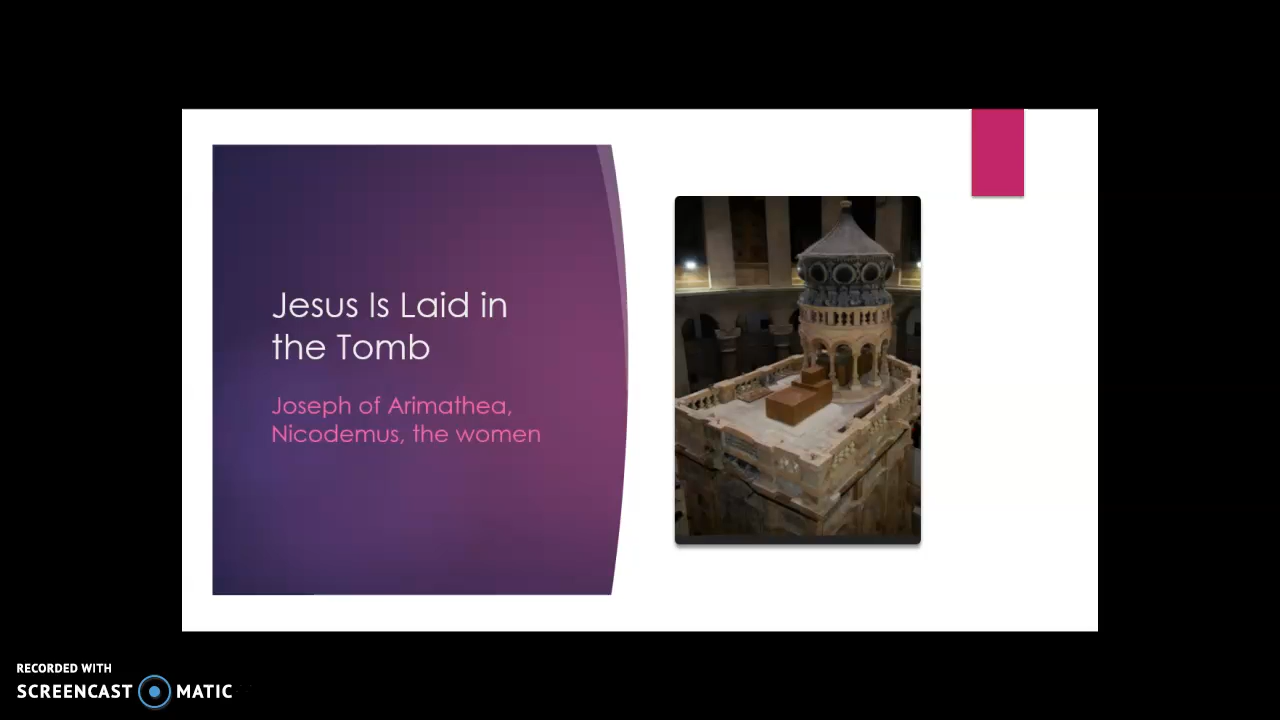 Jesus Is Laid in
the Tomb
Joseph of Arimathea,
Nicodemus, the women
RECORDED WITH
SCREENCAST MATIC